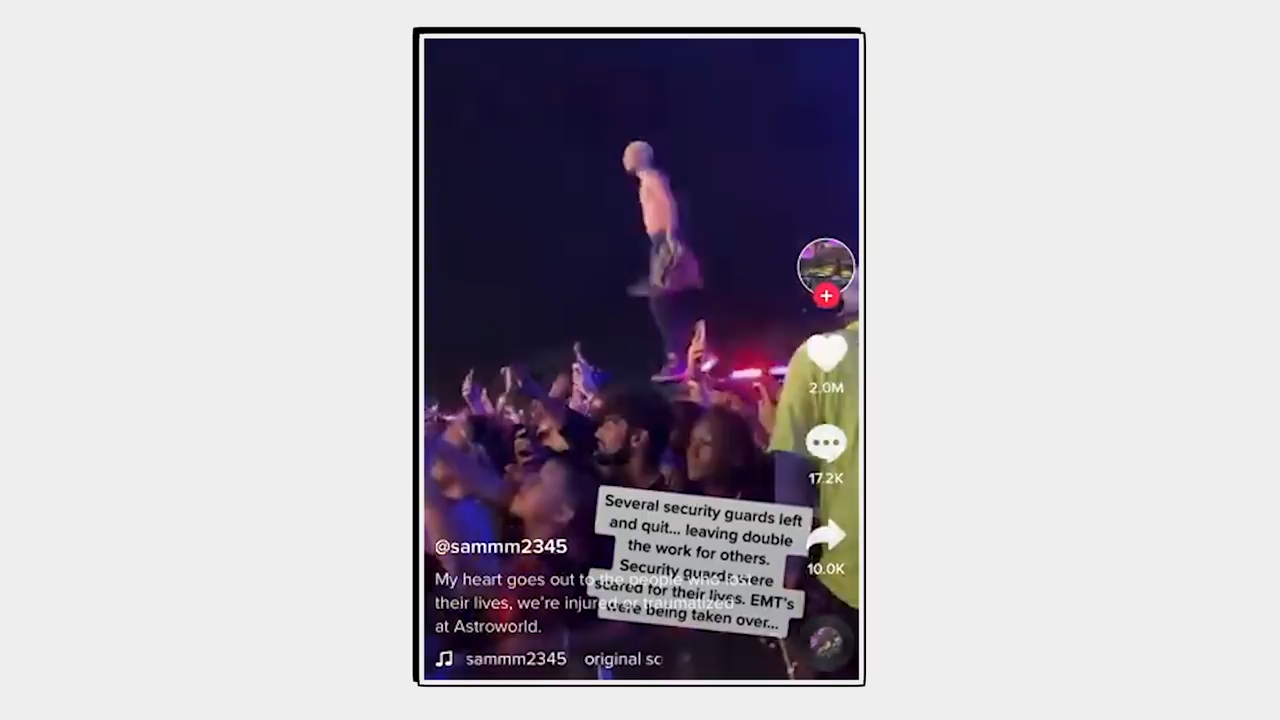 2.0M
17.2K
10.0K
Several security guards left
and quit... leaving double
the work for others.
Security guards were
scared for their lives. EMT's
were being taken over...
@sammm2345
My heart goes out to the people who lost
their lives, we're injured or traumatized
at Astroworld.
sammm2345 original sc